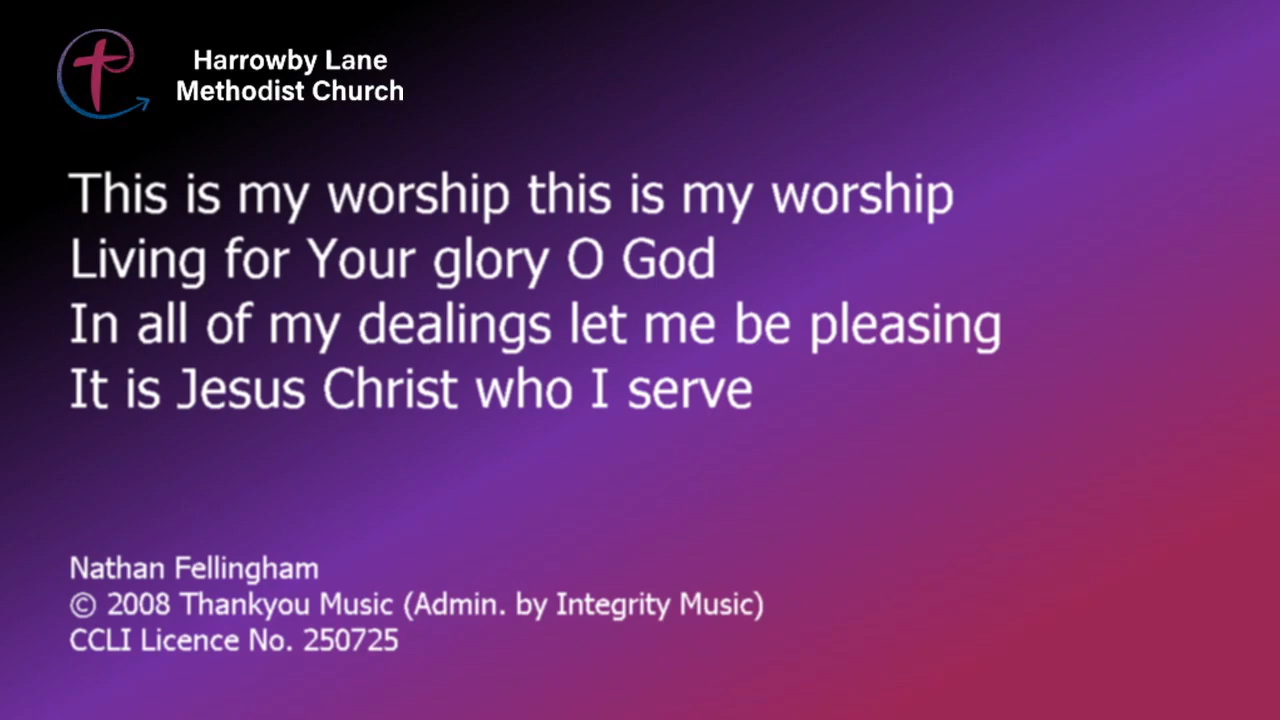 Harrowby Lane
Methodist Church
This is my worship this is my worship
Living for Your glory O God
In all of my dealings let me be pleasing
It is Jesus Christ who I serve
Nathan Fellingham
© 2008 Thankyou Music (Admin. by Integrity Music)
CCLI Licence No. 250725